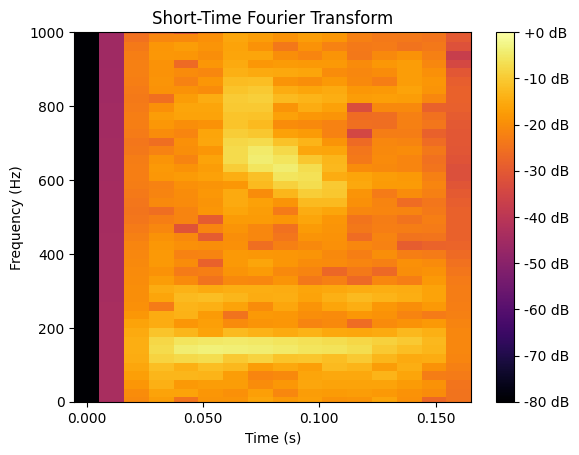 Short-Time Fourier Transform
1000
800
600
400
200
0
Frequency (Hz)
0.000
0.050
0.100
0.150
Time (s)
+0 dB
-10 dB
-20 dB
-30 dB
-40 dB
-50 dB
-60 dB
-70 dB
-80 dB